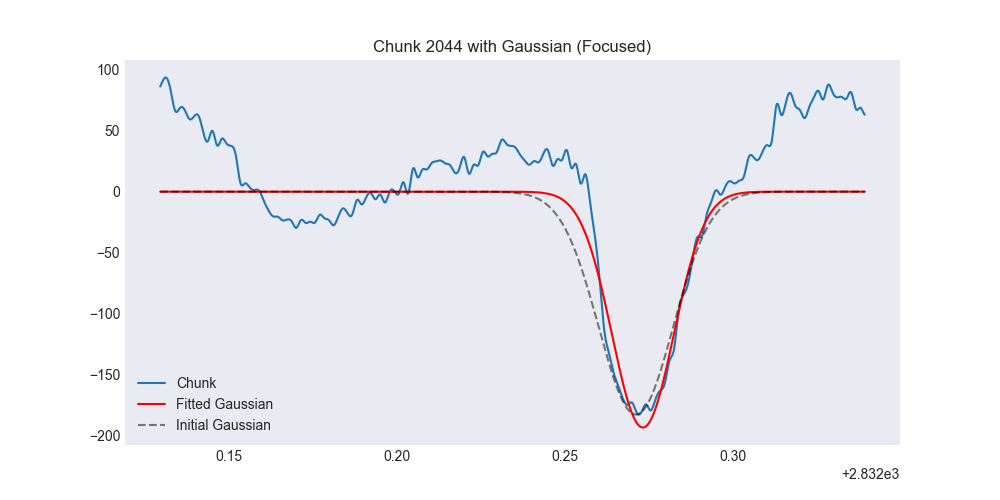 Chunk 2044 with Gaussian (Focused)
100
50
0
−50
−100
−150
−200
Chunk
Fitted Gaussian
Initial Gaussian
0.15 0.20 0.25 0.30
+2.832e3